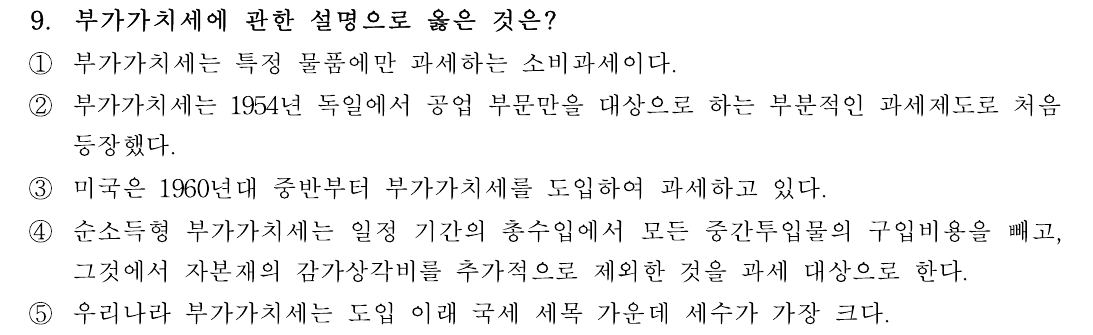 9. 부가가치세에 관한 설명으로 옳은 것은?
① 부가가치세는 특정 물품에만 과세하는 소비과세이다.
② 부가가치세는 1954년 독일에서 공업 부문만을 대상으로 하는 부분적인 과세제도로 처음
등장했다.
③ 미국은 1960년대 중반부터 부가가치세를 도입하여 과세하고 있다.
④ 순소득형 부가가치세는 일정 기간의 총수입에서 모든 중간투입물의 구입비용을 빼고,
그것에서 자본재의 감가상각비를 추가적으로 제외한 것을 과세 대상으로 한다.
⑤ 우리나라 부가가치세는 도입 이래 국세 세목 가운데 세수가 가장 크다.